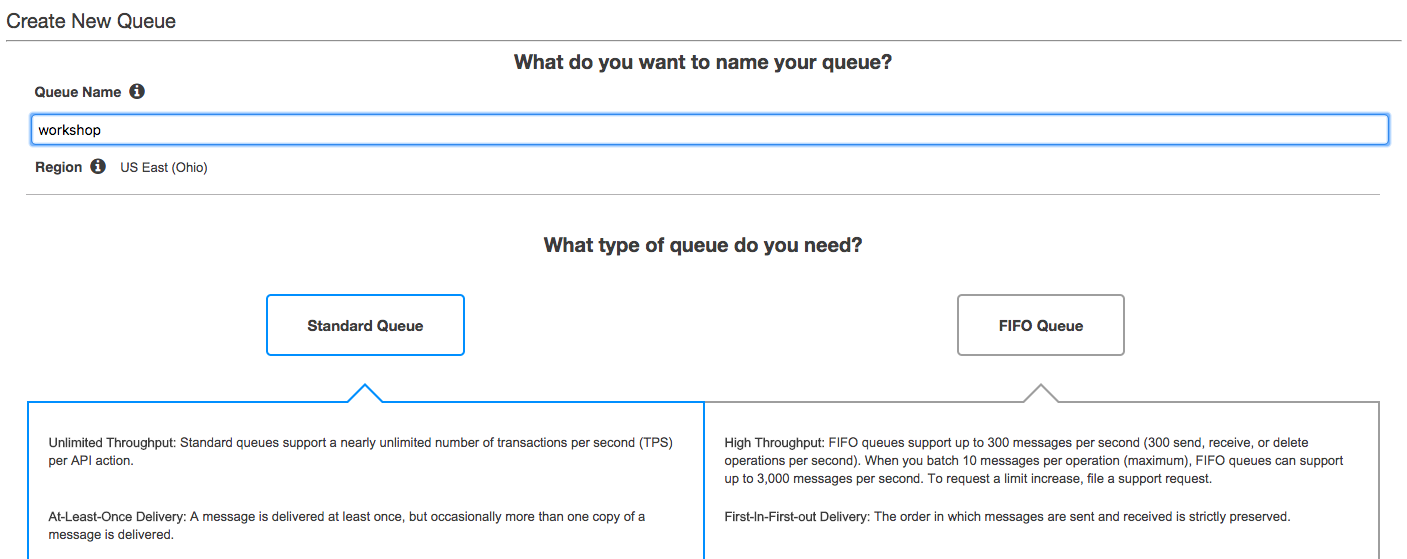 Create New Queue
What do you want to name your queue?
Queue Name
workshop
Region US East (Ohio)
What type of queue do you need?
Standard Queue
FIFO Queue
Unlimited Throughput: Standard queues support a nearly unlimited number of transactions per second (TPS)
per API action.
At-Least-Once Delivery: A message is delivered at least once, but occasionally more than one copy of a
message is delivered.
High Throughput: FIFO queues support up to 300 messages per second (300 send, receive, or delete
operations per second). When you batch 10 messages per operation (maximum), FIFO queues can support
up to 3,000 messages per second. To request a limit increase, file a support request.
First-In-First-out Delivery: The order in which messages are sent and received is strictly preserved.